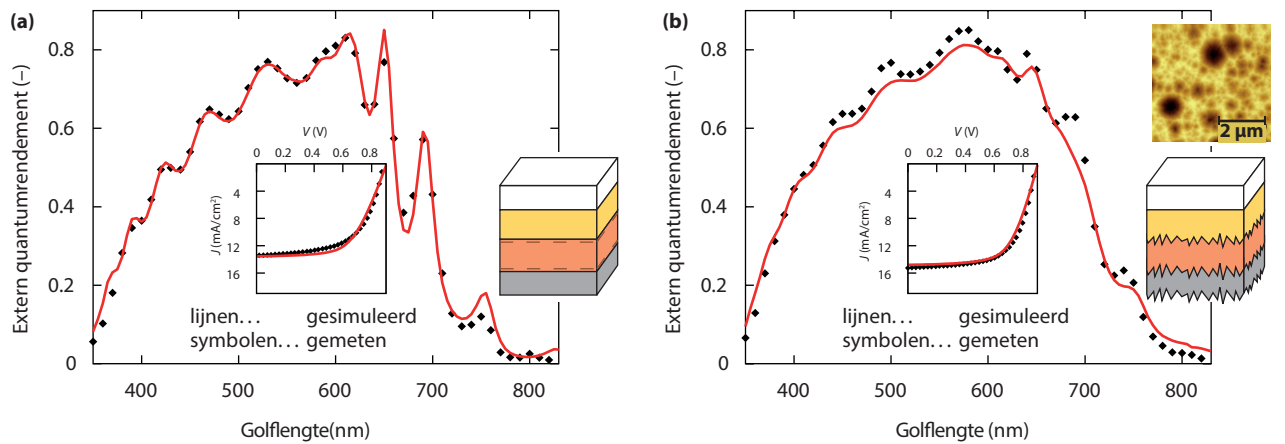 (a)
Extern quantumrendement (–)
0.8
0.6
0.4
0.2
0
V (V)
0 0.2 0.4 0.6 0.8
J (mA/cm²)
4
8
12
16
lijnen… gesimuleerd
symbolen… gemeten
400 500 600 700 800
Golflengte(nm)
(b)
Extern quantumrendement (–)
0.8
0.6
0.4
0.2
0
V (V)
0 0.2 0.4 0.6 0.8
J (mA/cm²)
4
8
12
16
lijnen… gesimuleerd
symbolen… gemeten
2 µm
400 500 600 700 800
Golflengte (nm)